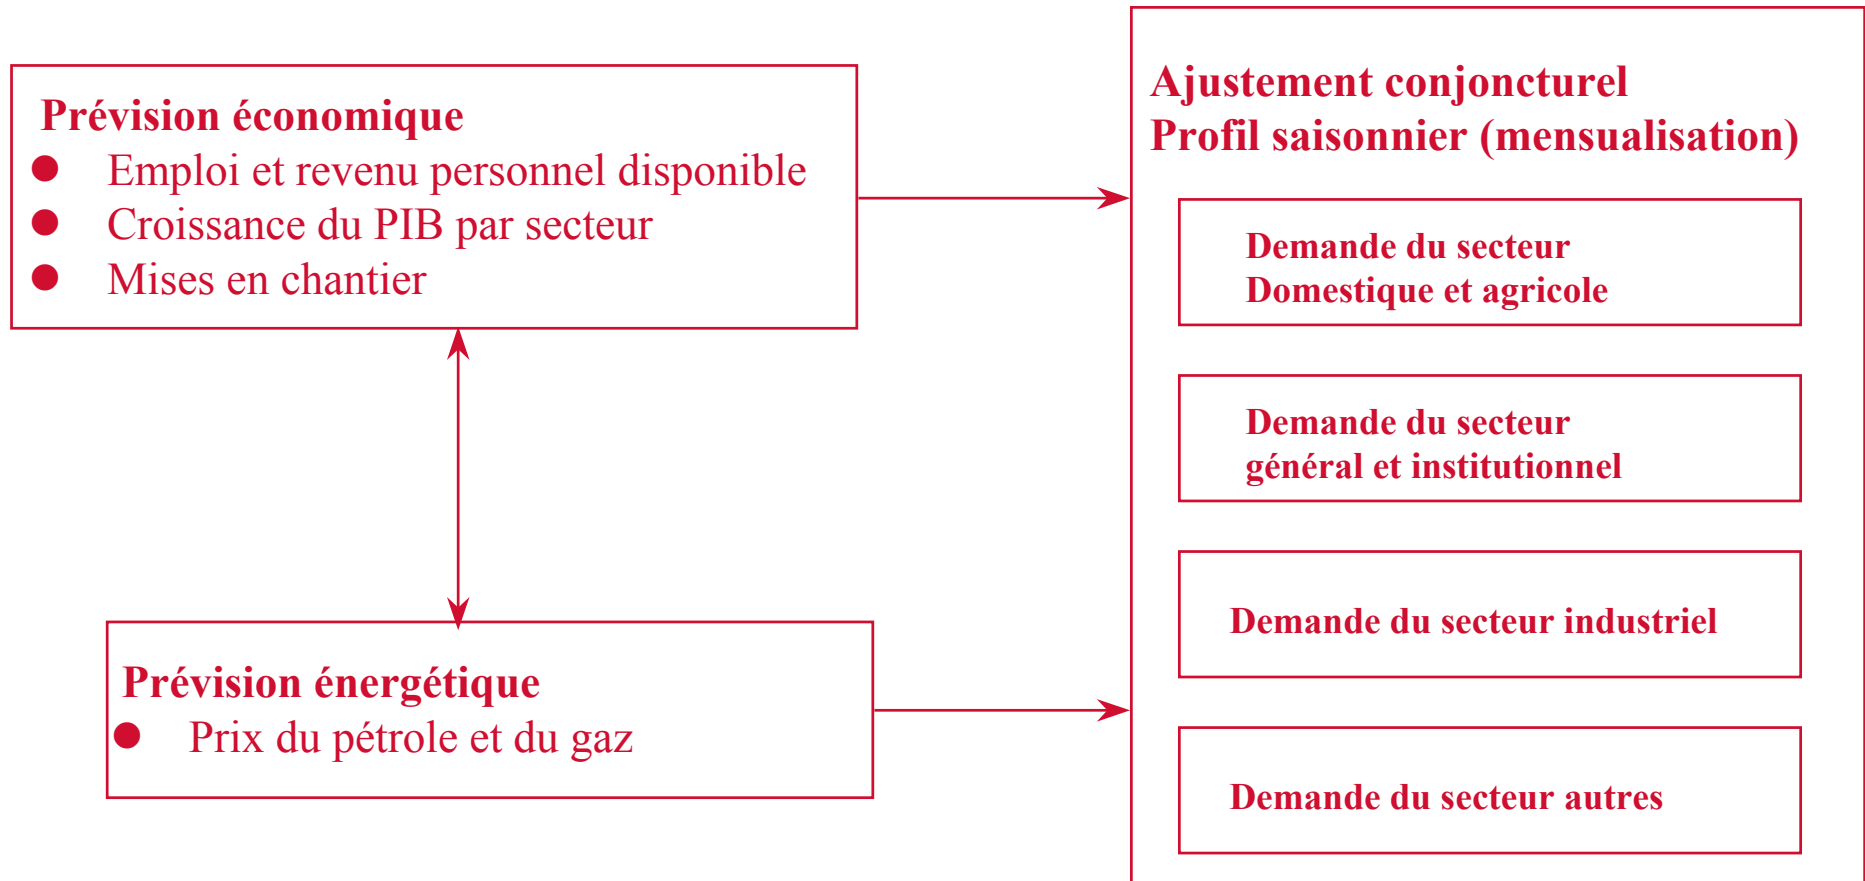 Prévision économique
● Emploi et revenu personnel disponible
● Croissance du PIB par secteur
● Mises en chantier
Prévision énergétique
● Prix du pétrole et du gaz
Ajustement conjoncturel
Profil saisonnier (mensualisation)
Demande du secteur
Domestique et agricole
Demande du secteur
général et institutionnel
Demande du secteur industriel
Demande du secteur autres